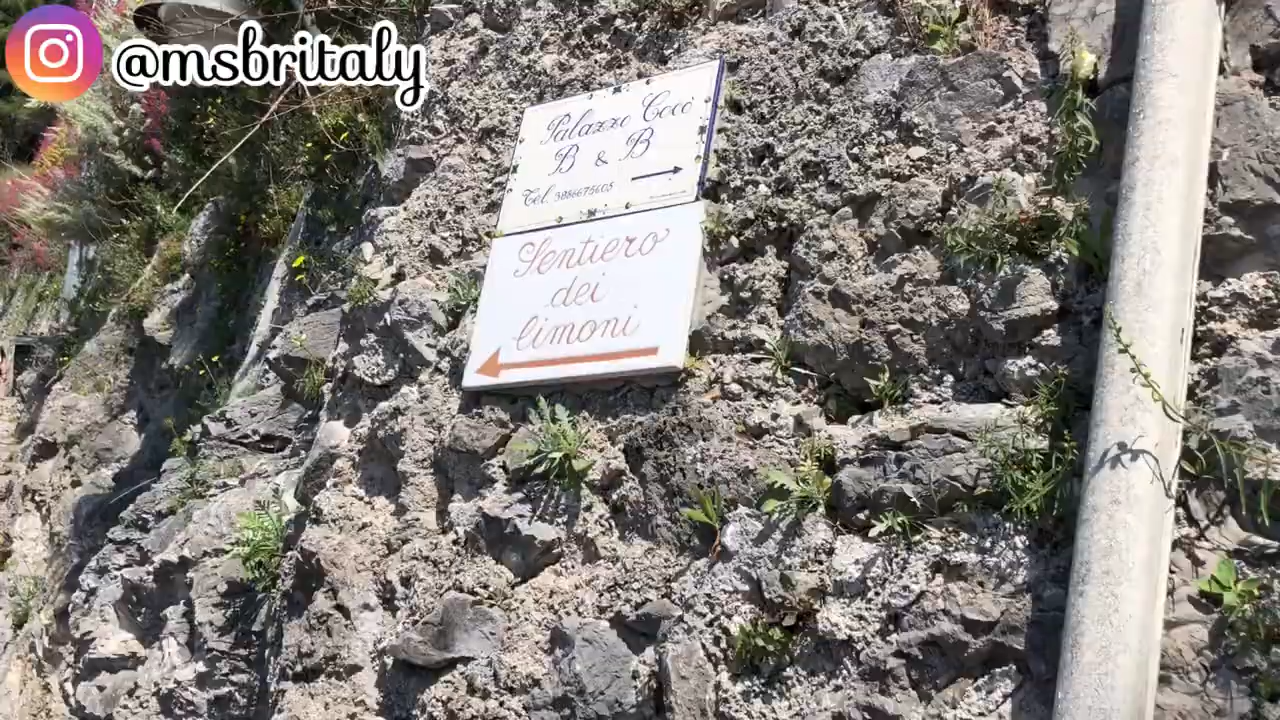 @msbritaly
Palazzo Cocò
B & B
Tel. 3886675605
Sentiero
dei
limoni